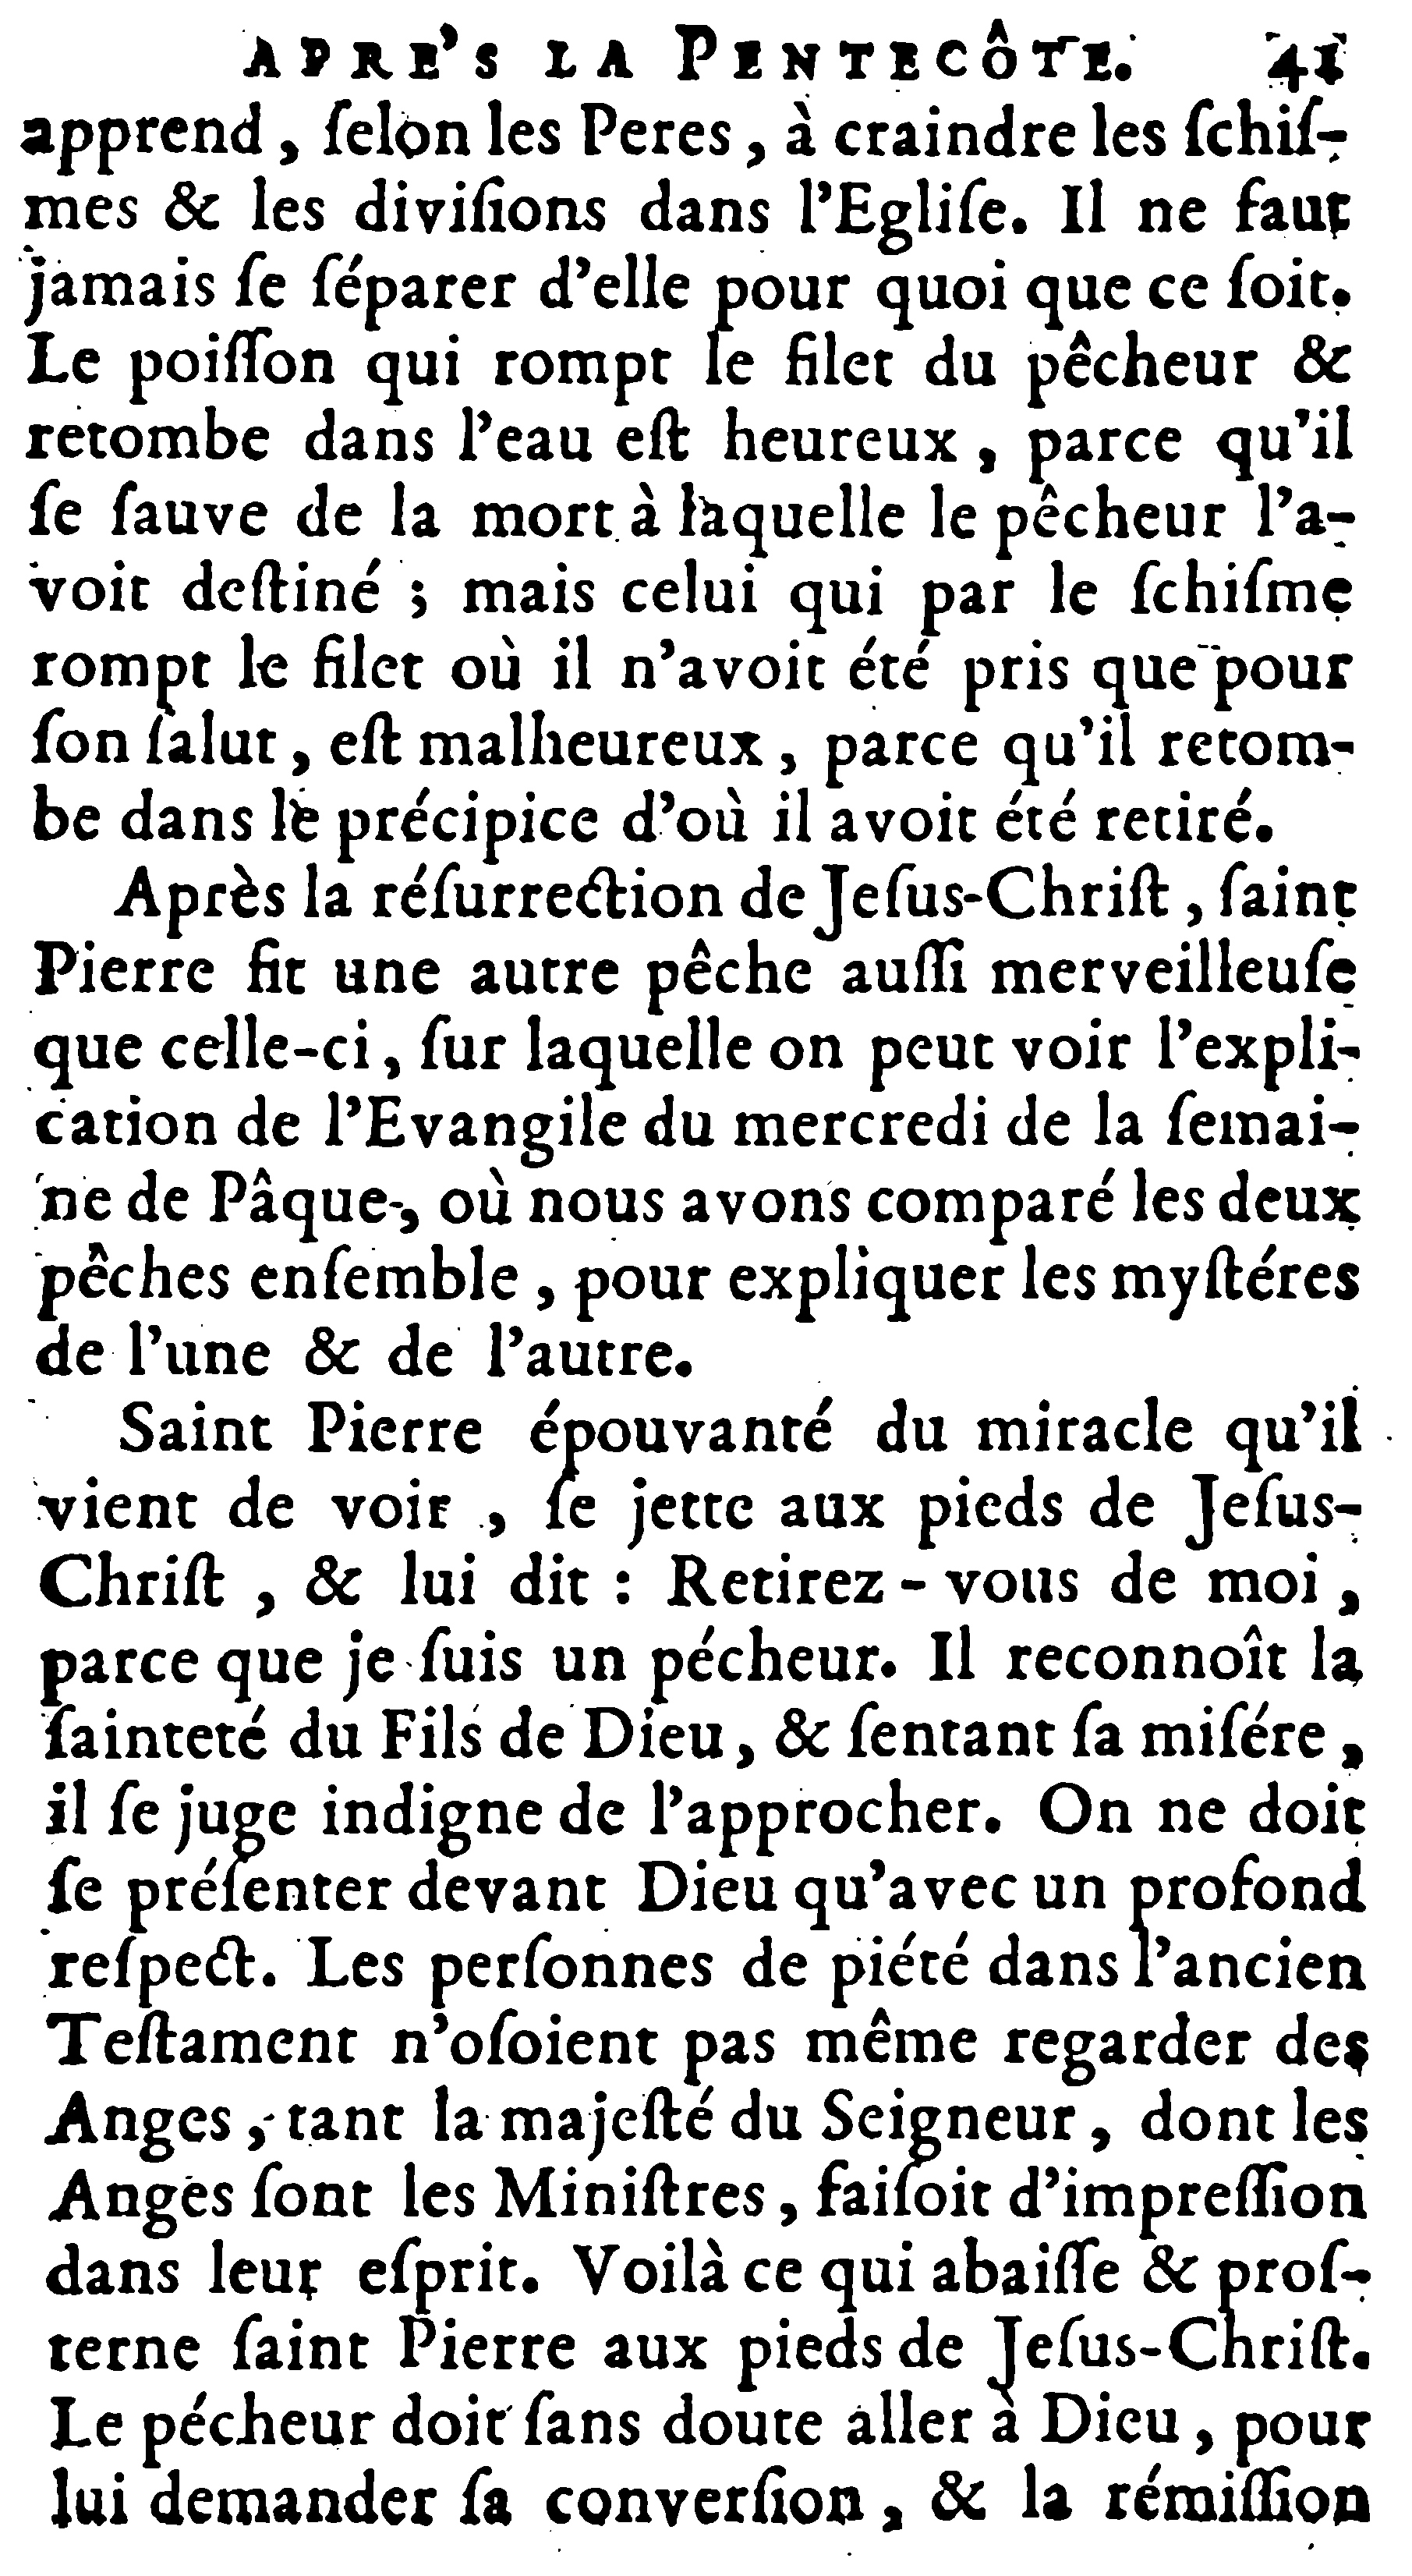 APRE'S LA PENTECÔTE. 41
apprend, ſelon les Peres, à craindre les ſchiſ-
mes & les diviſions dans l'Egliſe. Il ne faut
jamais ſe ſéparer d'elle pour quoi que ce ſoit.
Le poiſſon qui rompt le filet du pêcheur &
retombe dans l'eau eſt heureux, parce qu'il
ſe ſauve de la mort à laquelle le pêcheur l'a-
voit deſtiné ; mais celui qui par le ſchiſme
rompt le filet où il n'avoit été pris que pour
ſon ſalut, eſt malheureux, parce qu'il retom-
be dans le précipice d'où il avoit été retiré.
Après la réſurrection de Jeſus-Chriſt, ſaint
Pierre fit une autre pêche auſſi merveilleuſe
que celle-ci, ſur laquelle on peut voir l'expli-
cation de l'Evangile du mercredi de la ſemai-
ne de Pâque, où nous avons comparé les deux
pêches enſemble, pour expliquer les myſtéres
de l'une & de l'autre.
Saint Pierre épouvanté du miracle qu'il
vient de voir, ſe jette aux pieds de Jeſus-
Chriſt, & lui dit : Retirez-vous de moi,
parce que je ſuis un pécheur. Il reconnoît la
ſainteté du Fils de Dieu, & ſentant ſa miſére,
il ſe juge indigne de l'approcher. On ne doit
ſe préſenter devant Dieu qu'avec un profond
reſpect. Les perſonnes de piété dans l'ancien
Teſtament n'oſoient pas même regarder des
Anges, tant la majeſté du Seigneur, dont les
Anges ſont les Miniſtres, faiſoit d'impreſſion
dans leur eſprit. Voilà ce qui abaiſſe & proſ-
terne ſaint Pierre aux pieds de Jeſus-Chriſt.
Le pécheur doit ſans doute aller à Dieu, pour
lui demander ſa converſion, & la rémiſſion